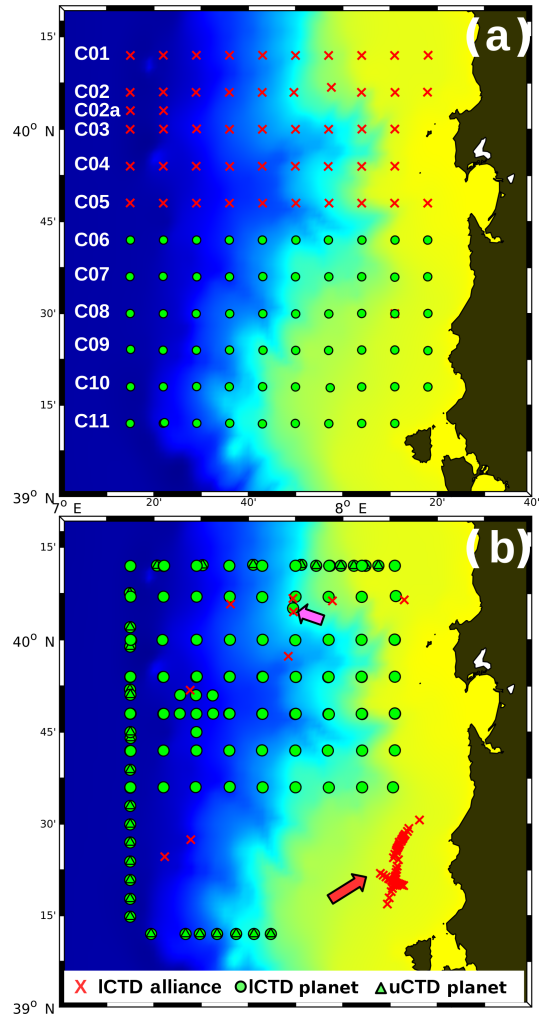 (a)
15'
C01
C02
C02a
40° N
C03
C04
C05
45'
C06
C07
30'
C08
C09
C10
15'
C11
39° N
7° E 20' 40' 8° E 20' 40'
(b)
15'
40° N
45'
30'
15'
lCTD alliance lCTD planet uCTD planet
39° N